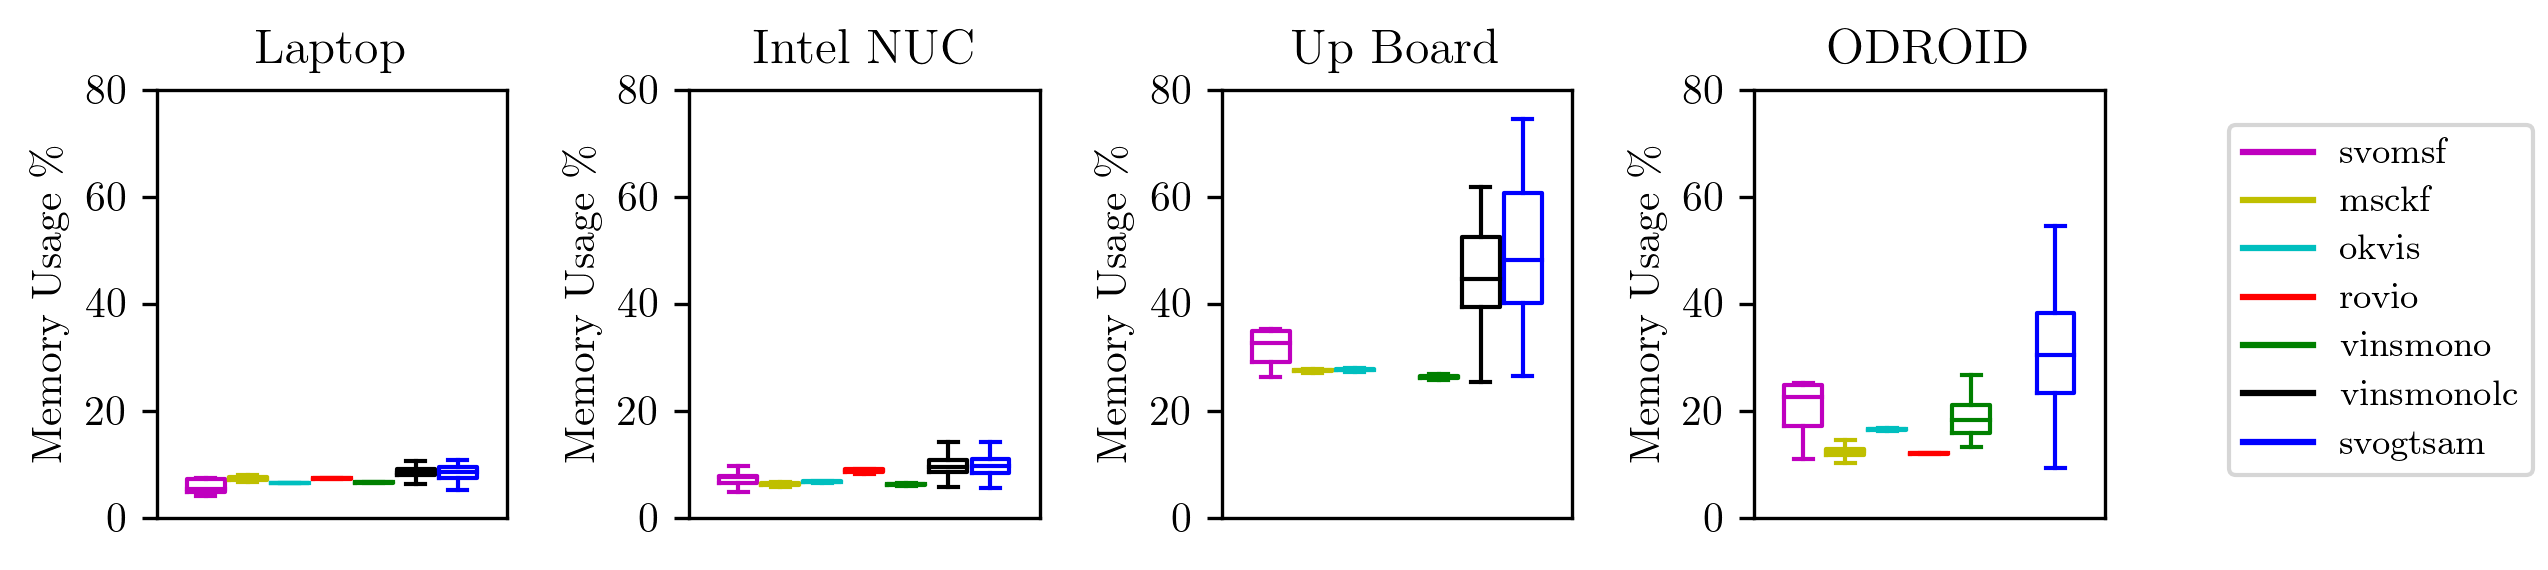 Laptop
Intel NUC
Up Board
ODROID
Memory Usage %
80
60
40
20
0
Memory Usage %
80
60
40
20
0
Memory Usage %
80
60
40
20
0
Memory Usage %
80
60
40
20
0
svomsf
msckf
okvis
rovio
vinsmono
vinsmonolc
svogtsam